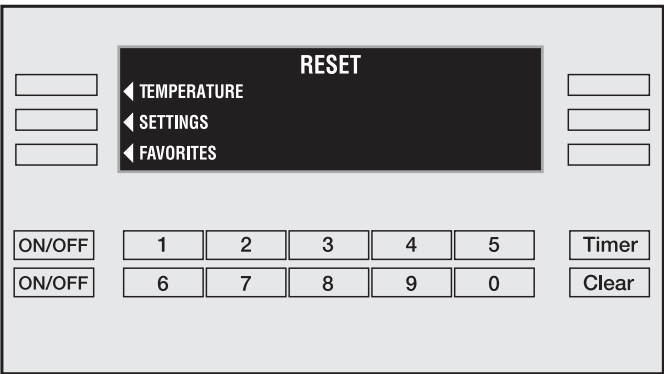 RESET
TEMPERATURE
SETTINGS
FAVORITES
ON/OFF 1 2 3 4 5 Timer
ON/OFF 6 7 8 9 0 Clear